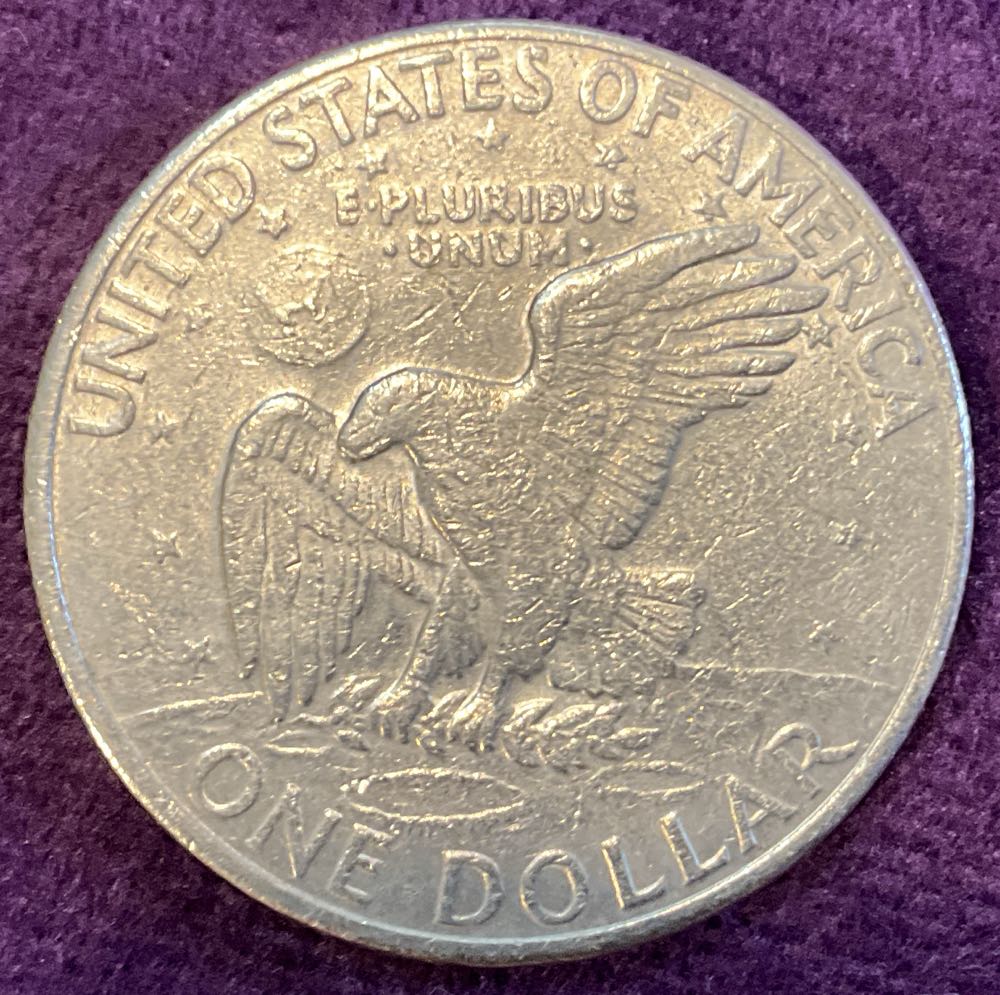 UNITED STATES OF AMERICA
E·PLURIBUS
·UNUM·
ONE DOLLAR